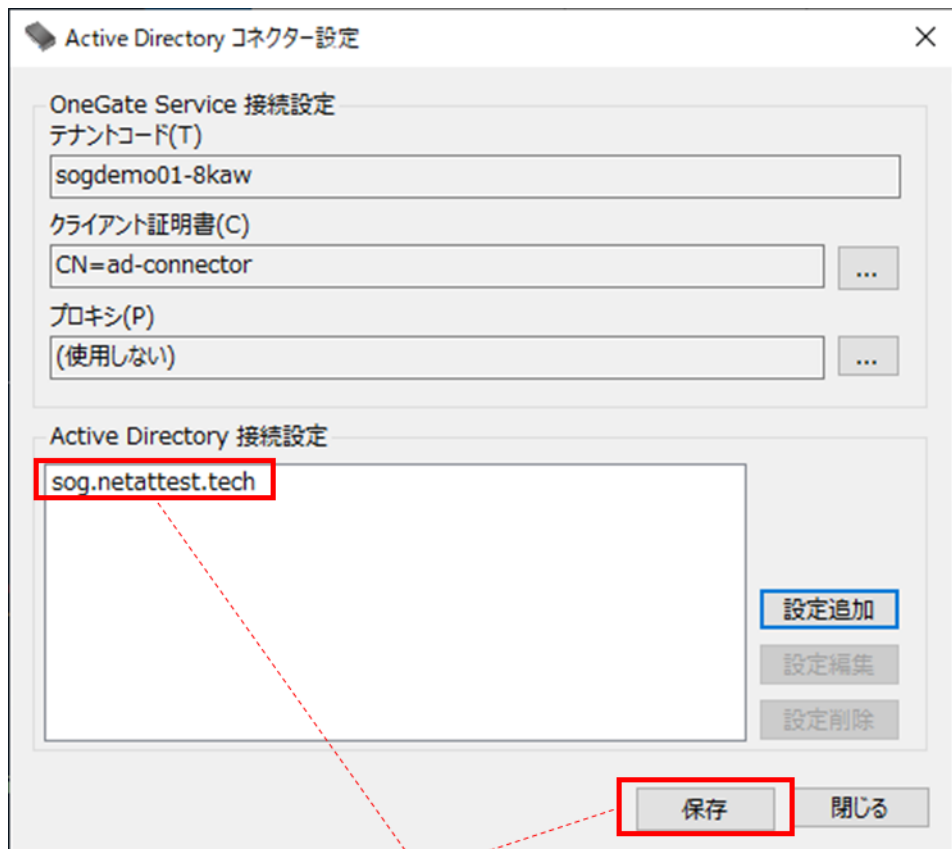 Active Directory コネクター設定
OneGate Service 接続設定
テナントコード(T)
sogdemo01-8kaw
クライアント証明書(C)
CN=ad-connector
...
プロキシ(P)
(使用しない)
...
Active Directory 接続設定
sog.netattest.tech
設定追加
設定編集
設定削除
保存
閉じる